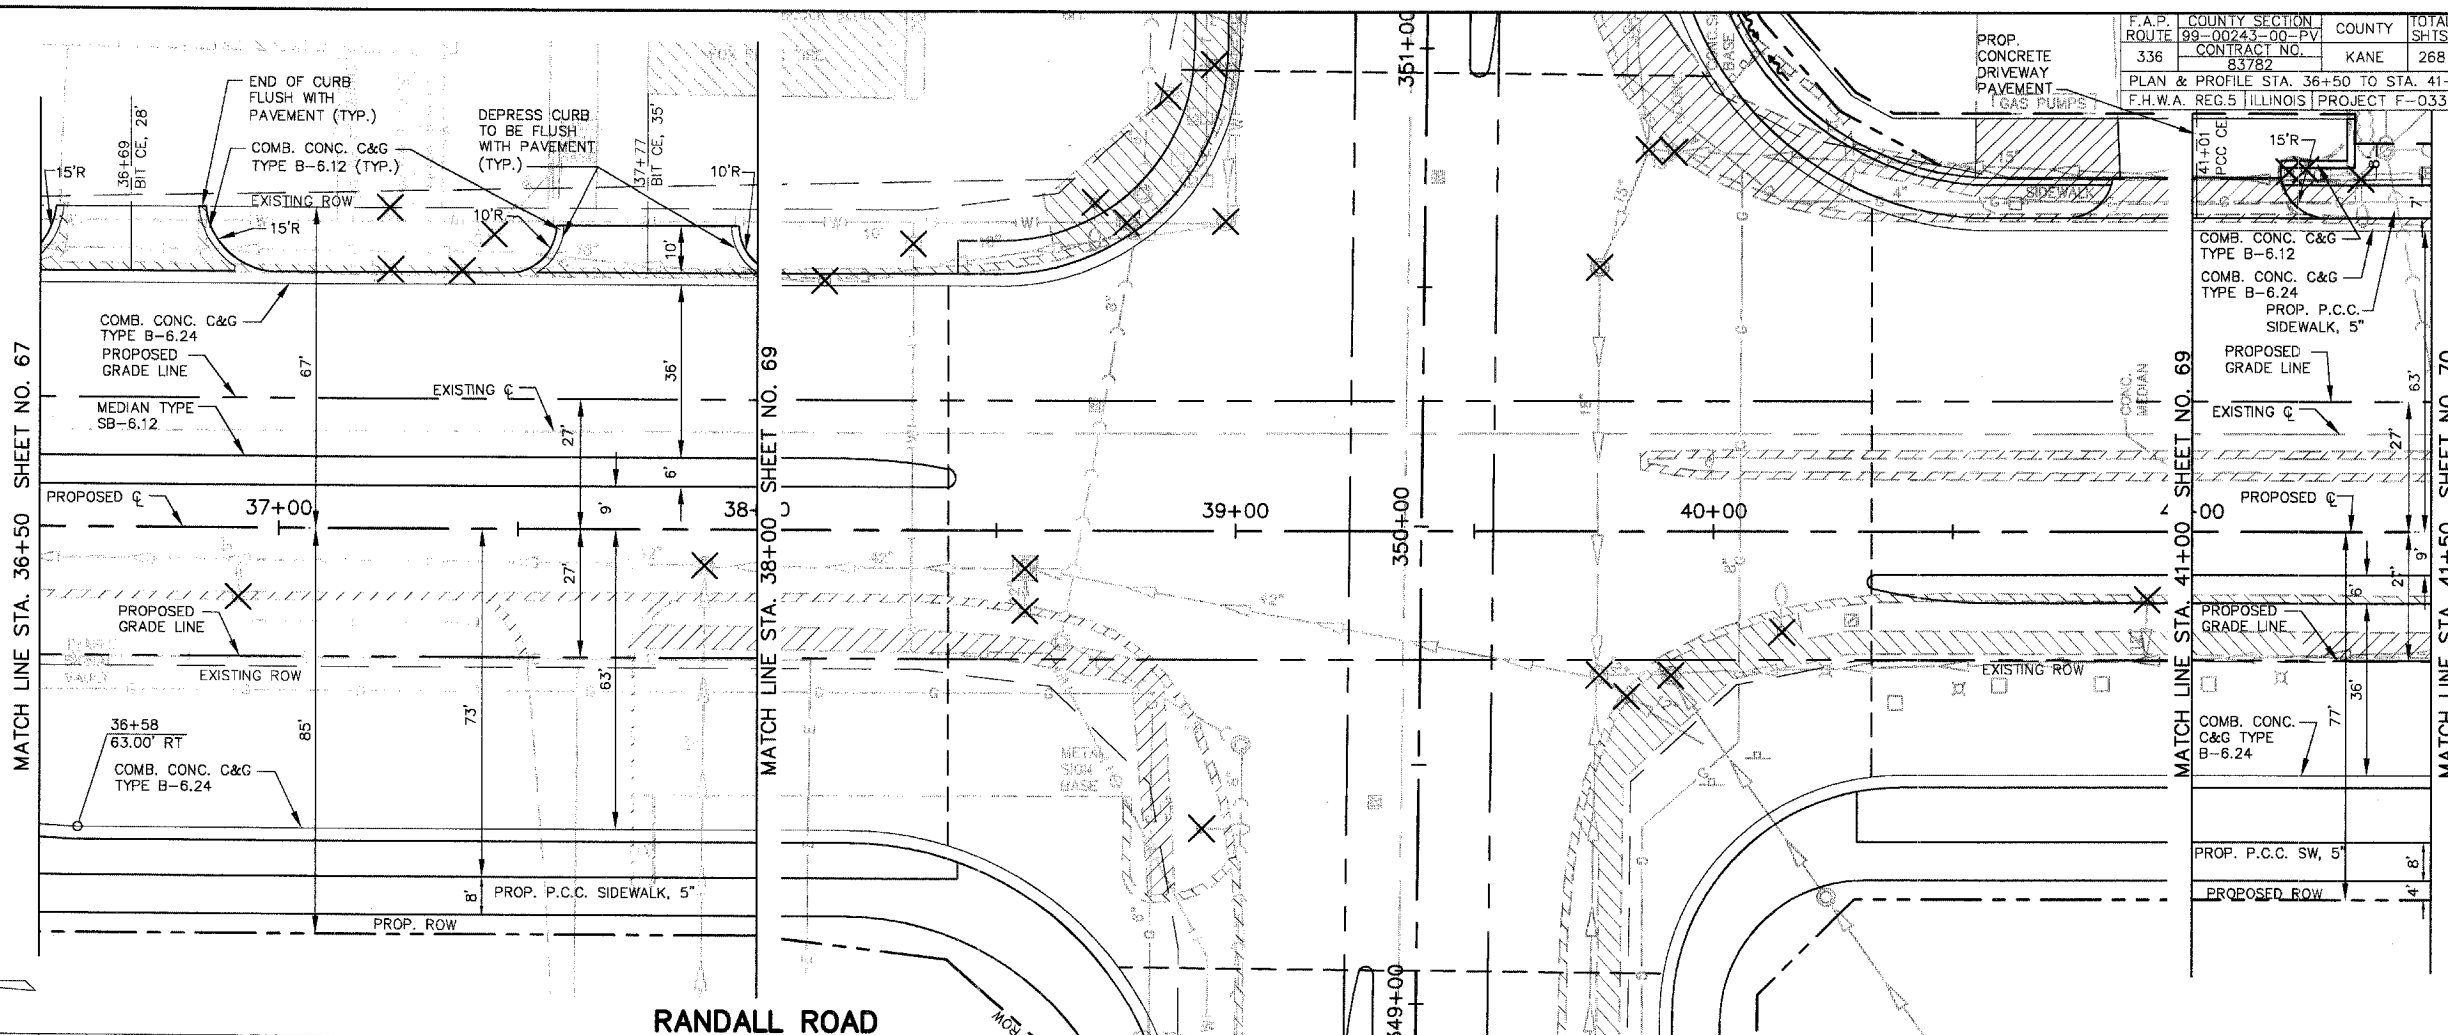 F.A.P. ROUTE
COUNTY SECTION
99-00243-00-PV
COUNTY
TOTAL SHTS
336
CONTRACT NO.
83782
KANE
268
PLAN & PROFILE STA. 36+50 TO STA. 41-
F.H.W.A. REG.5
ILLINOIS
PROJECT F-033
PROP.
CONCRETE
DRIVEWAY
PAVEMENT
GAS PUMPS
351+00
END OF CURB
FLUSH WITH
PAVEMENT (TYP.)
COMB. CONC. C&G
TYPE B-6.12 (TYP.)
DEPRESS CURB
TO BE FLUSH
WITH PAVEMENT
(TYP.)
36+69
BIT CE, 28'
37+77
BIT CE, 35'
15'R
10'R
10'R
15'R
EXISTING ROW
10'
41+01
PCC CE
15'R
8'
7'
SIDEWALK
COMB. CONC. C&G
TYPE B-6.12
COMB. CONC. C&G
TYPE B-6.24
PROP. P.C.C.
SIDEWALK, 5"
COMB. CONC. C&G
TYPE B-6.24
PROPOSED
GRADE LINE
MEDIAN TYPE
SB-6.12
EXISTING ℄
67'
36'
27'
6'
9'
CONC.
MEDIAN
PROPOSED
GRADE LINE
EXISTING ℄
63'
27'
PROPOSED ℄
37+00
38+
39+00
350+00
40+00
00
PROPOSED ℄
MATCH LINE STA. 36+50 SHEET NO. 67
MATCH LINE STA. 38+00 SHEET NO. 69
MATCH LINE STA. 41+00 SHEET NO. 69
MATCH LINE STA. 41+50 SHEET NO. 70
PROPOSED
GRADE LINE
EXISTING ROW
27'
63'
73'
85'
36+58
63.00' RT
COMB. CONC. C&G
TYPE B-6.24
METAL
SIGN
BASE
8'
PROP. P.C.C. SIDEWALK, 5"
PROP. ROW
EXISTING ROW
PROPOSED
GRADE LINE
9'
6'
27'
36'
77'
COMB. CONC.
C&G TYPE
B-6.24
PROP. P.C.C. SW, 5"
8'
PROPOSED ROW
4'
349+00
ROW
RANDALL ROAD